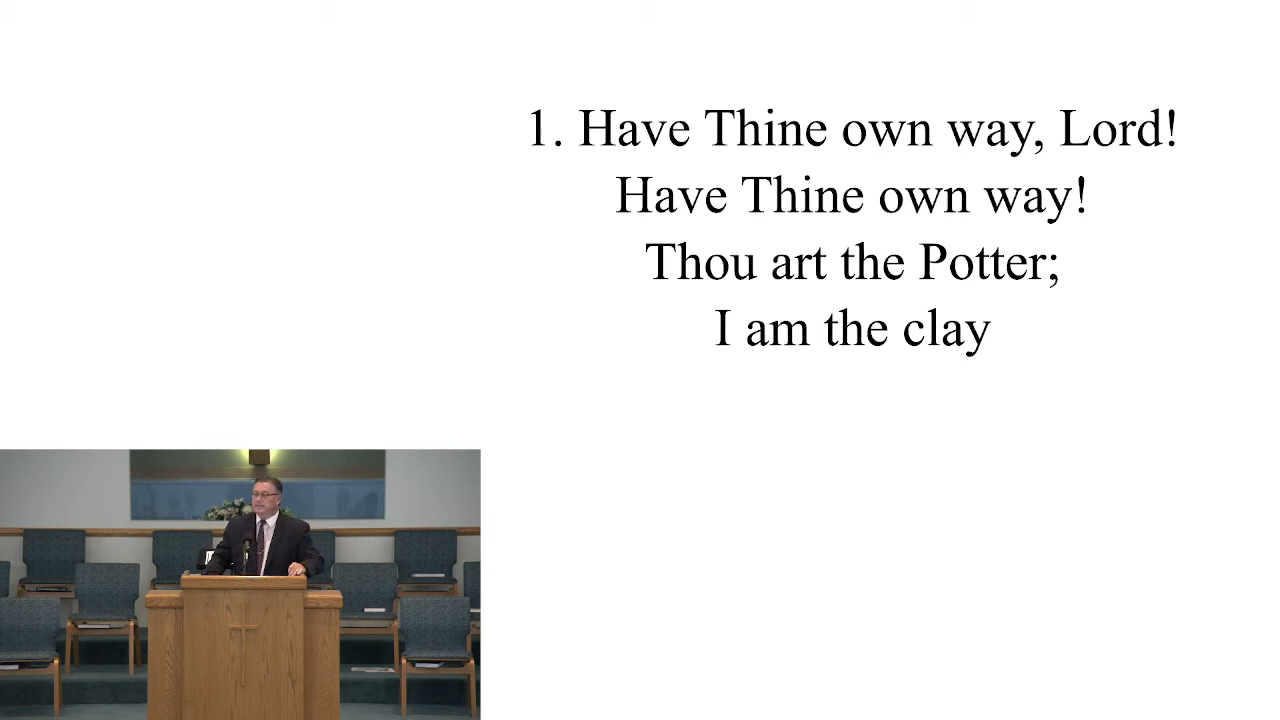 1. Have Thine own way, Lord!
Have Thine own way!
Thou art the Potter;
I am the clay